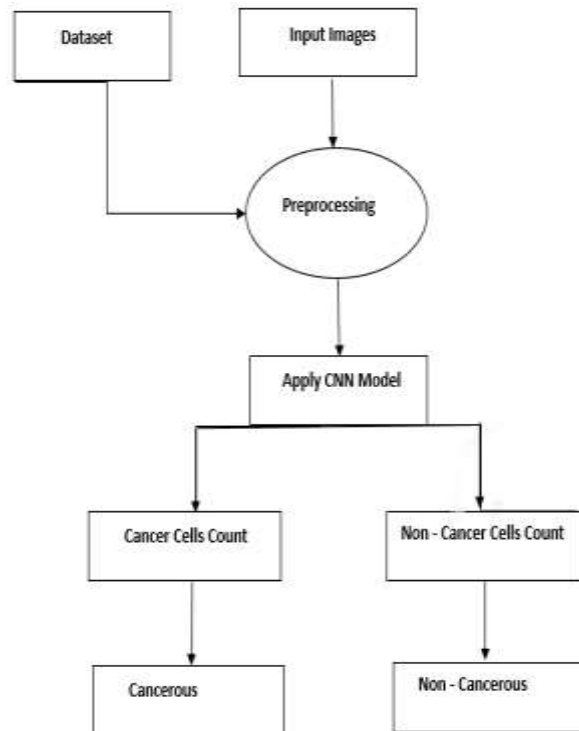 Dataset
Input Images
Preprocessing
Apply CNN Model
Cancer Cells Count
Non - Cancer Cells Count
Cancerous
Non - Cancerous